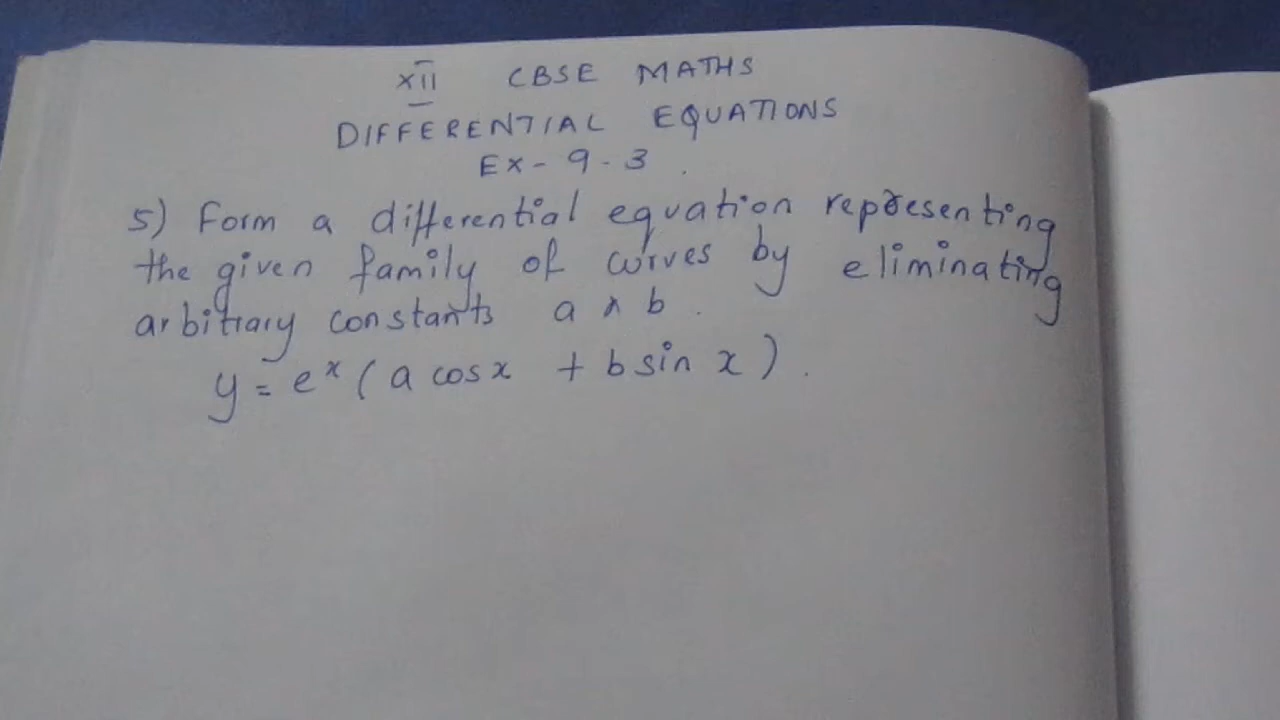 XII CBSE MATHS
DIFFERENTIAL EQUATIONS
EX - 9.3.
5) Form a differential equation representing
the given family of curves by eliminating
arbitrary constants a & b.
y = eˣ (a cos x + b sin x).